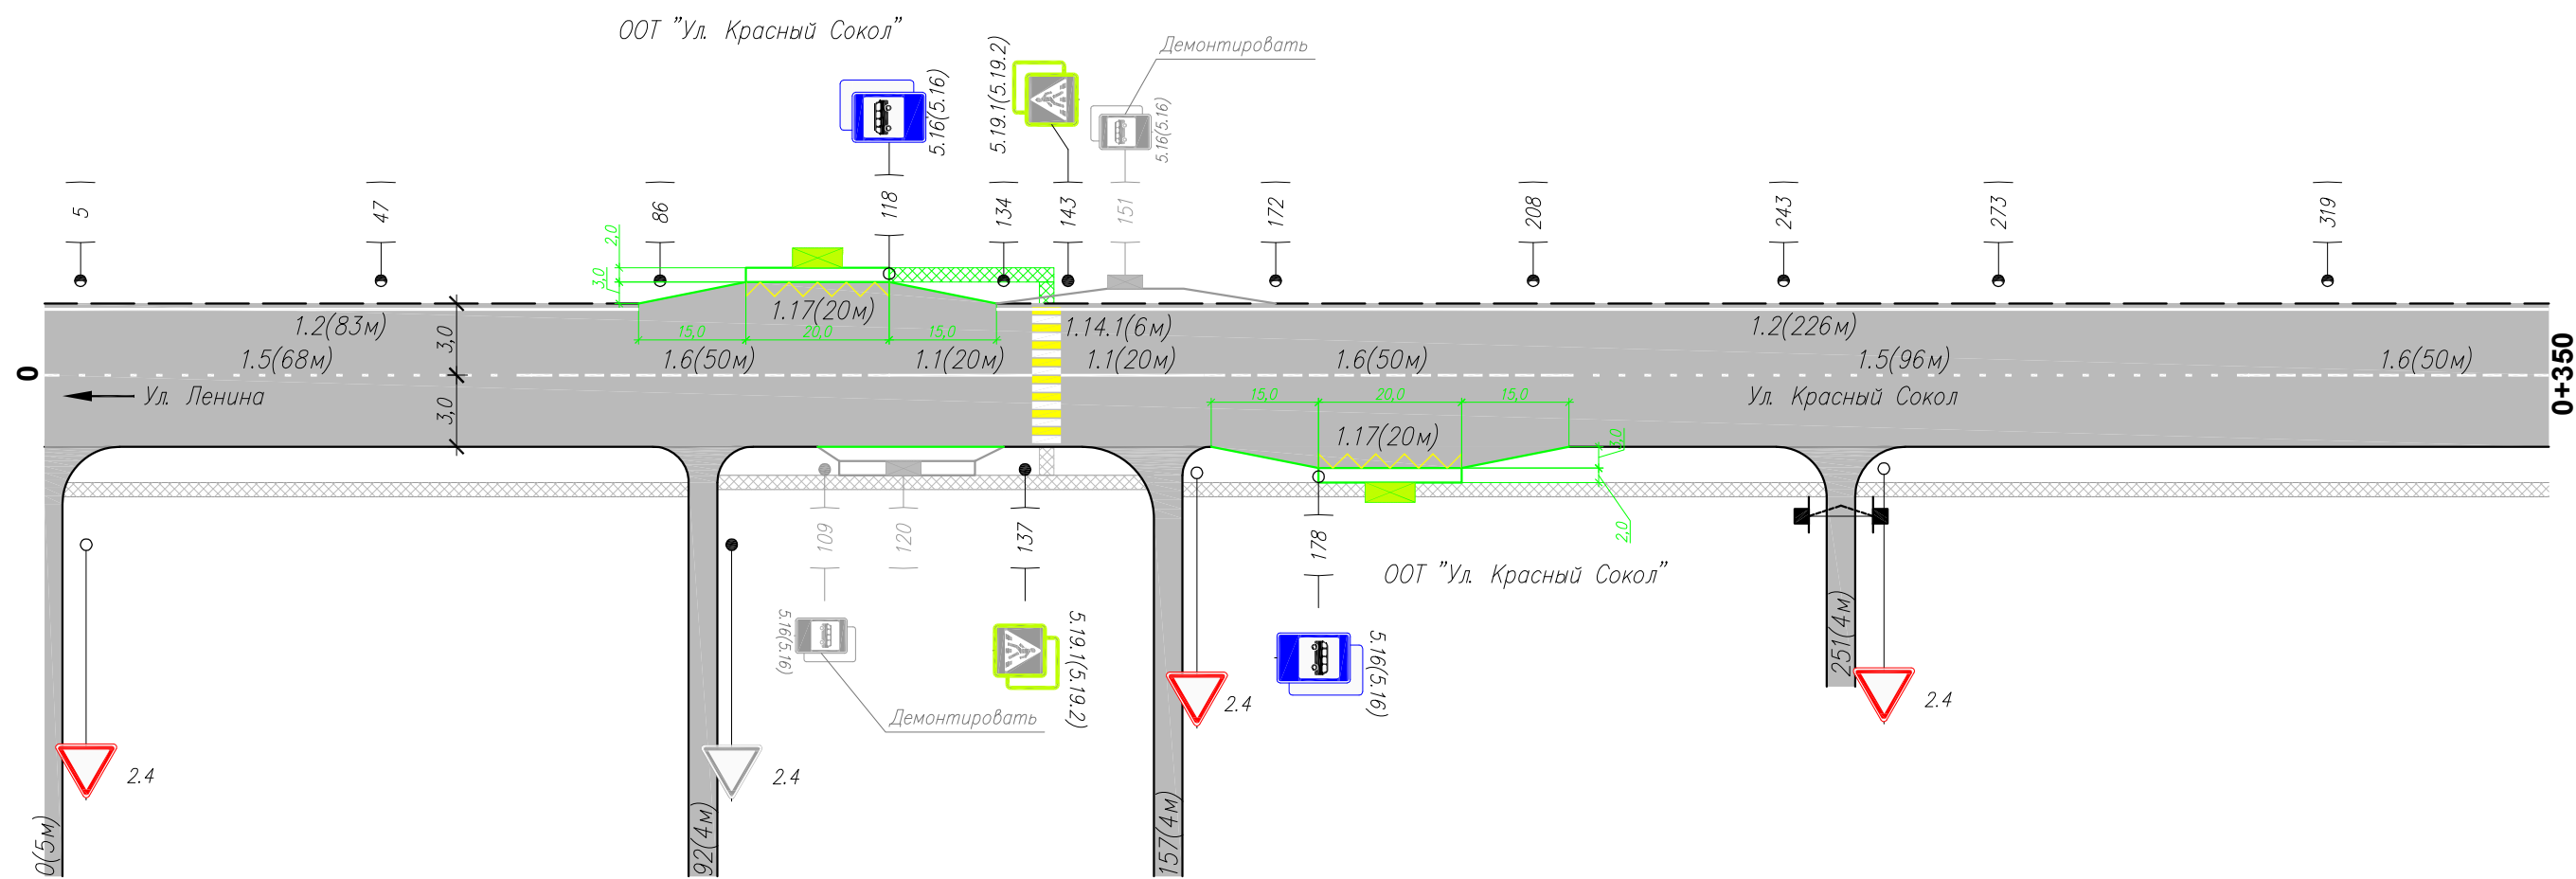 ООТ "Ул. Красный Сокол"
5.16(5.16)
5.19.1(5.19.2)
Демонтировать
5.16(5.16)
5
47
86
118
134
143
151
172
208
243
273
319
2,0
3,0
1.2(83м)
3,0
1.17(20м)
1.14.1(6м)
1.2(226м)
15,0
20,0
15,0
1.5(68м)
1.6(50м)
1.1(20м)
1.1(20м)
1.6(50м)
1.5(96м)
1.6(50м)
0
0+350
Ул. Ленина
3,0
15,0
20,0
15,0
Ул. Красный Сокол
1.17(20м)
3,0
2,0
109
120
137
178
ООТ "Ул. Красный Сокол"
5.16(5.16)
5.19.1(5.19.2)
5.16(5.16)
251(4м)
2.4
2.4
Демонтировать
2.4
2.4
0(5м)
92(4м)
157(4м)